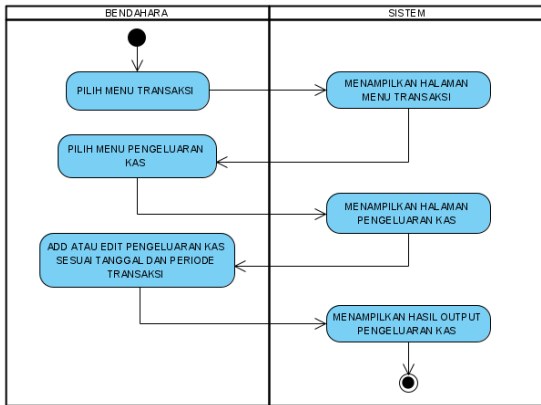 BENDAHARA
SISTEM
PILIH MENU TRANSAKSI
MENAMPILKAN HALAMAN
MENU TRANSAKSI
PILIH MENU PENGELUARAN
KAS
MENAMPILKAN HALAMAN
PENGELUARAN KAS
ADD ATAU EDIT PENGELUARAN KAS
SESUAI TANGGAL DAN PERIODE
TRANSAKSI
MENAMPILKAN HASIL OUTPUT
PENGELUARAN KAS